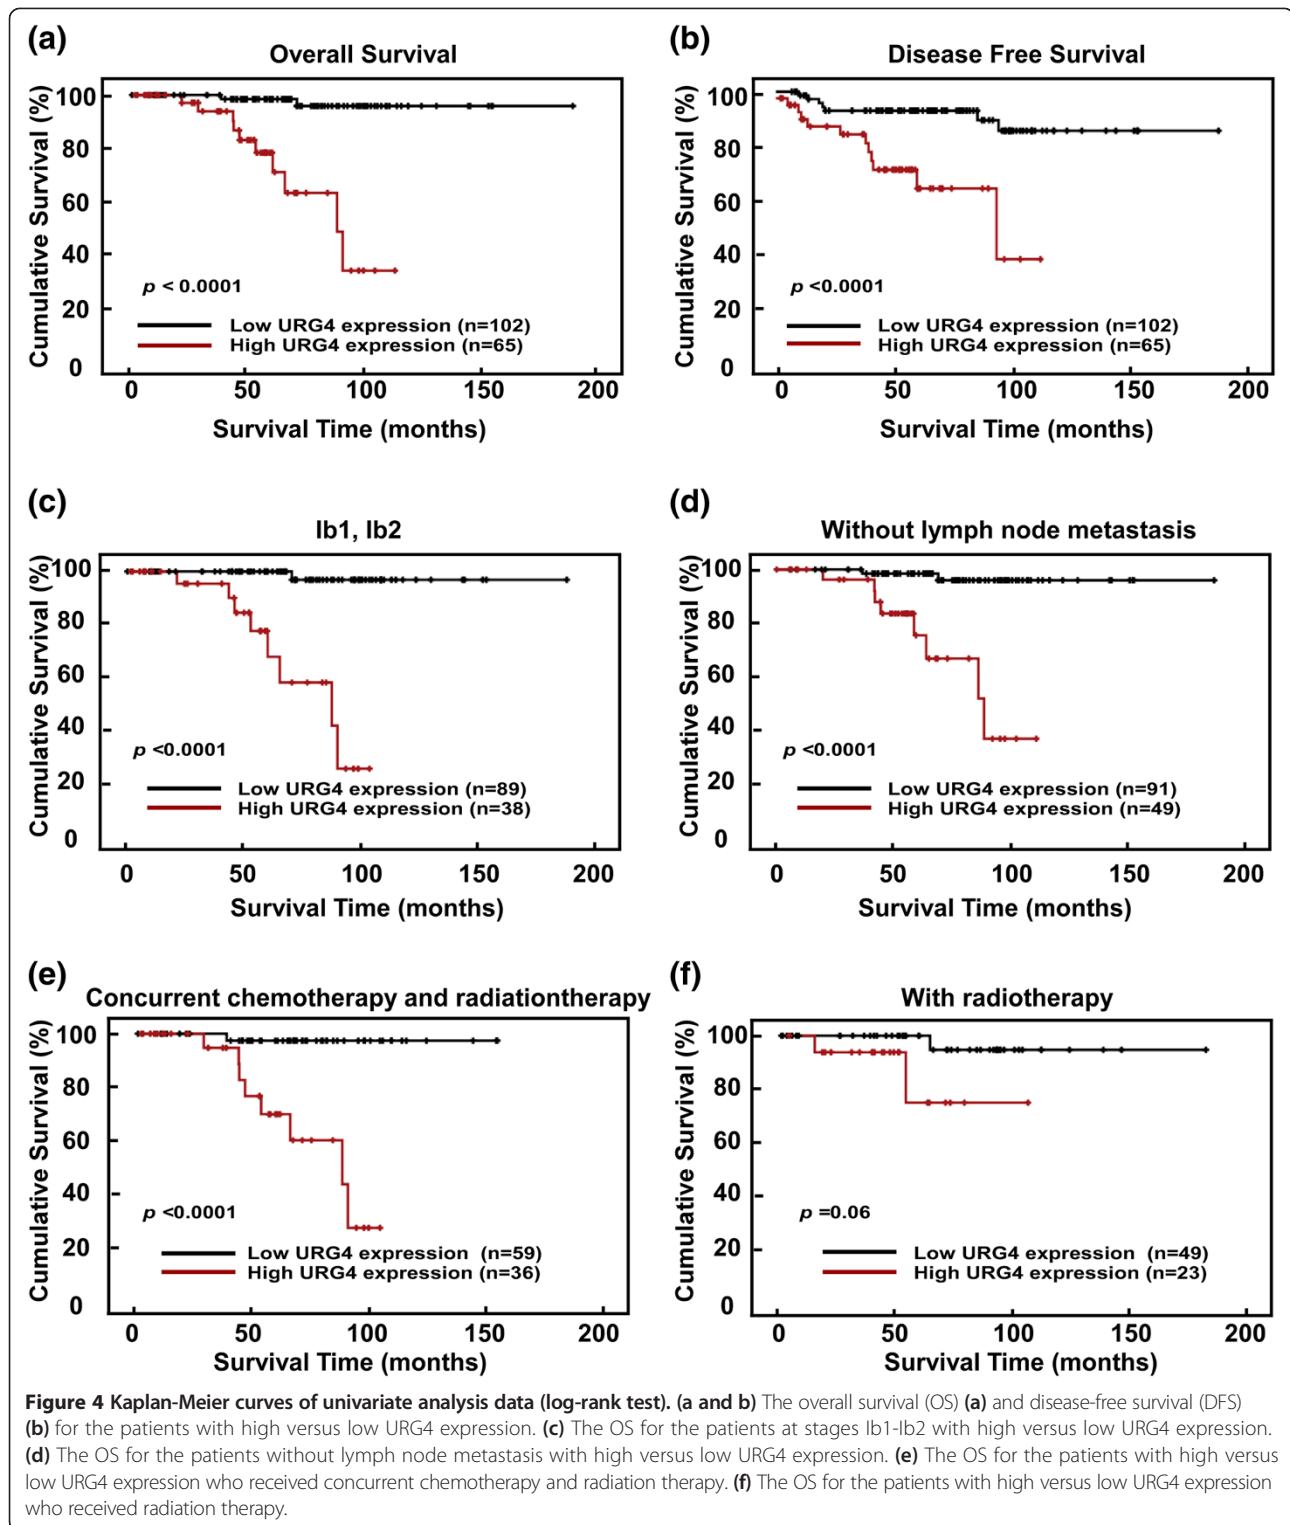 (a)
Overall Survival
Cumulative Survival (%)
100
80
60
40
20
0
p < 0.0001
Low URG4 expression (n=102)
High URG4 expression (n=65)
0 50 100 150 200
Survival Time (months)
(b)
Disease Free Survival
Cumulative Survival (%)
100
80
60
40
20
0
p <0.0001
Low URG4 expression (n=102)
High URG4 expression (n=65)
0 50 100 150 200
Survival Time (months)
(c)
Ib1, Ib2
Cumulative Survival (%)
100
80
60
40
20
0
p <0.0001
Low URG4 expression (n=89)
High URG4 expression (n=38)
0 50 100 150 200
Survival Time (months)
(d)
Without lymph node metastasis
Cumulative Survival (%)
100
80
60
40
20
0
p <0.0001
Low URG4 expression (n=91)
High URG4 expression (n=49)
0 50 100 150 200
Survival Time (months)
(e)
Concurrent chemotherapy and radiationtherapy
Cumulative Survival (%)
100
80
60
40
20
0
p <0.0001
Low URG4 expression (n=59)
High URG4 expression (n=36)
0 50 100 150 200
Survival Time (months)
(f)
With radiotherapy
Cumulative Survival (%)
100
80
60
40
20
0
p =0.06
Low URG4 expression (n=49)
High URG4 expression (n=23)
0 50 100 150 200
Survival Time (months)
Figure 4 Kaplan-Meier curves of univariate analysis data (log-rank test). (a and b) The overall survival (OS) (a) and disease-free survival (DFS)
(b) for the patients with high versus low URG4 expression. (c) The OS for the patients at stages Ib1-Ib2 with high versus low URG4 expression.
(d) The OS for the patients without lymph node metastasis with high versus low URG4 expression. (e) The OS for the patients with high versus
low URG4 expression who received concurrent chemotherapy and radiation therapy. (f) The OS for the patients with high versus low URG4 expression
who received radiation therapy.